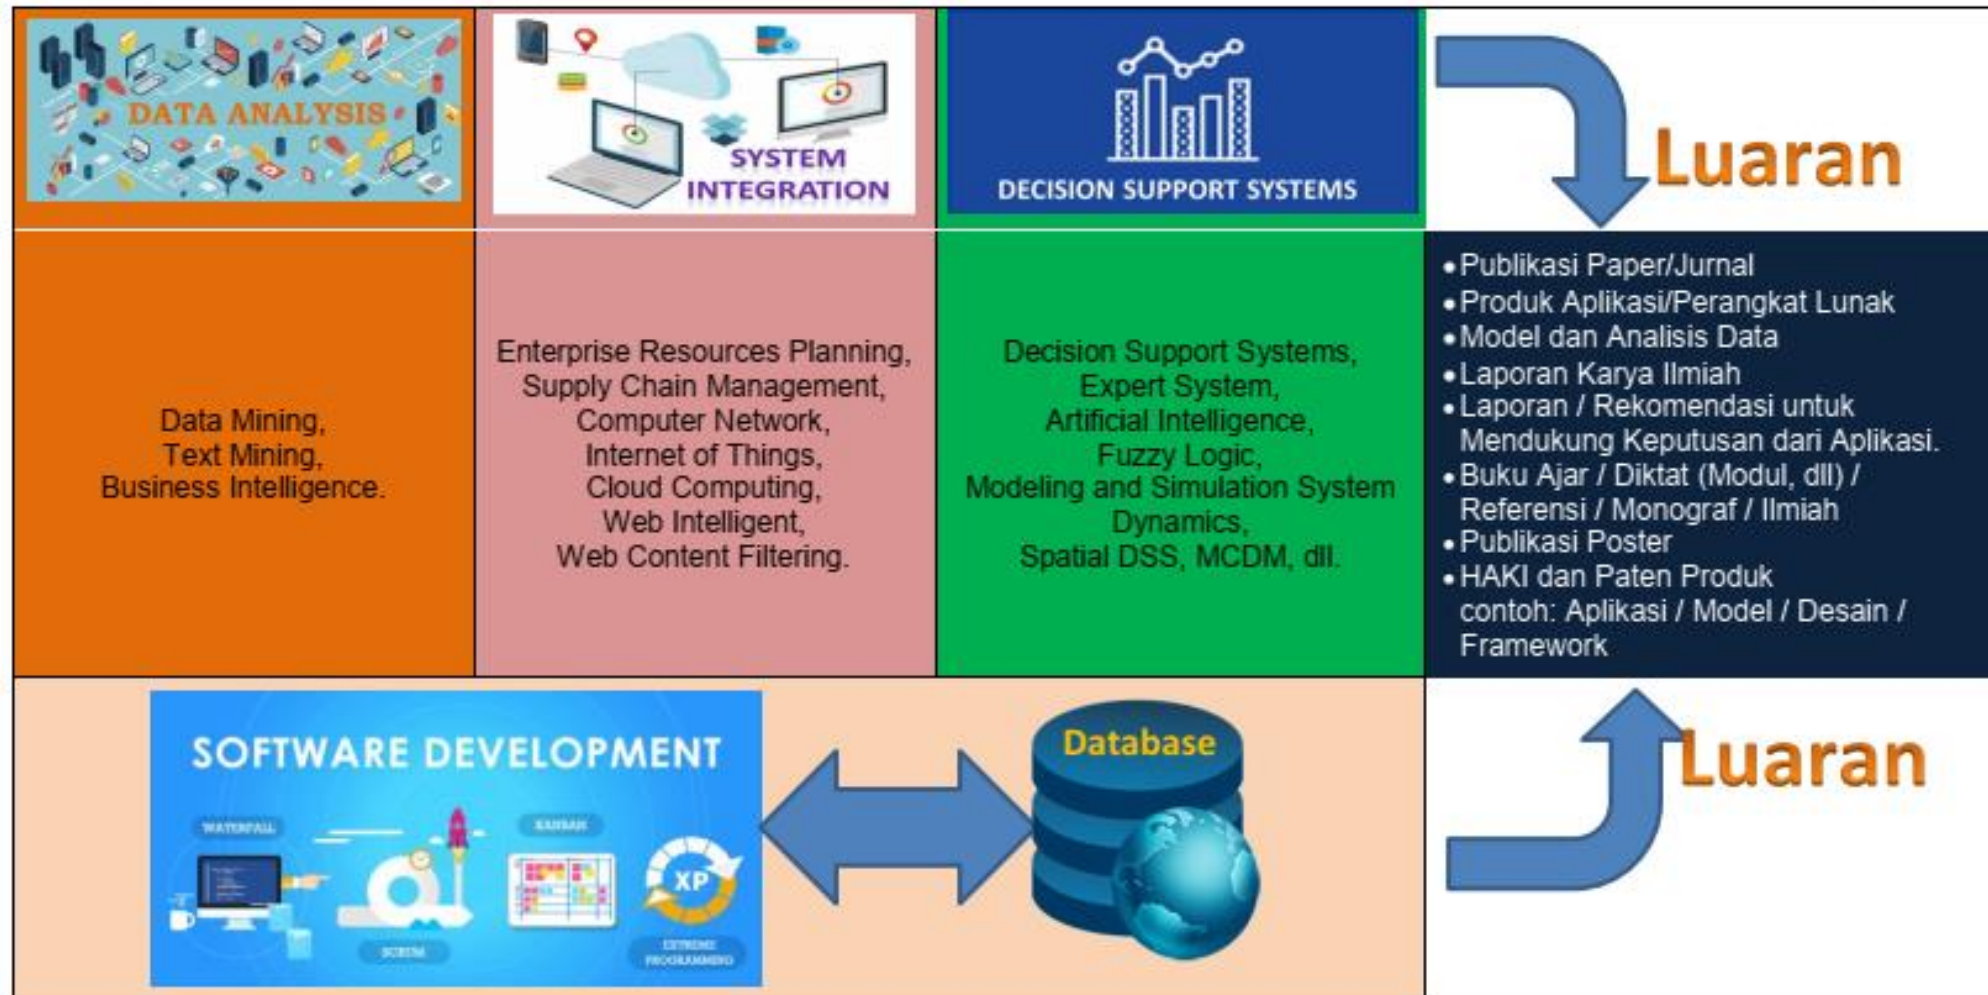 DATA ANALYSIS
SYSTEM
INTEGRATION
DECISION SUPPORT SYSTEMS
Luaran
Data Mining,
Text Mining,
Business Intelligence.
Enterprise Resources Planning,
Supply Chain Management,
Computer Network,
Internet of Things,
Cloud Computing,
Web Intelligent,
Web Content Filtering.
Decision Support Systems,
Expert System,
Artificial Intelligence,
Fuzzy Logic,
Modeling and Simulation System
Dynamics,
Spatial DSS, MCDM, dll.
• Publikasi Paper/Jurnal
• Produk Aplikasi/Perangkat Lunak
• Model dan Analisis Data
• Laporan Karya Ilmiah
• Laporan / Rekomendasi untuk
Mendukung Keputusan dari Aplikasi.
• Buku Ajar / Diktat (Modul, dll) /
Referensi / Monograf / Ilmiah
• Publikasi Poster
• HAKI dan Paten Produk
contoh: Aplikasi / Model / Desain /
Framework
SOFTWARE DEVELOPMENT
WATERFALL
KANBAN
XP
SCRUM
EXTREME
PROGRAMMING
Database
Luaran